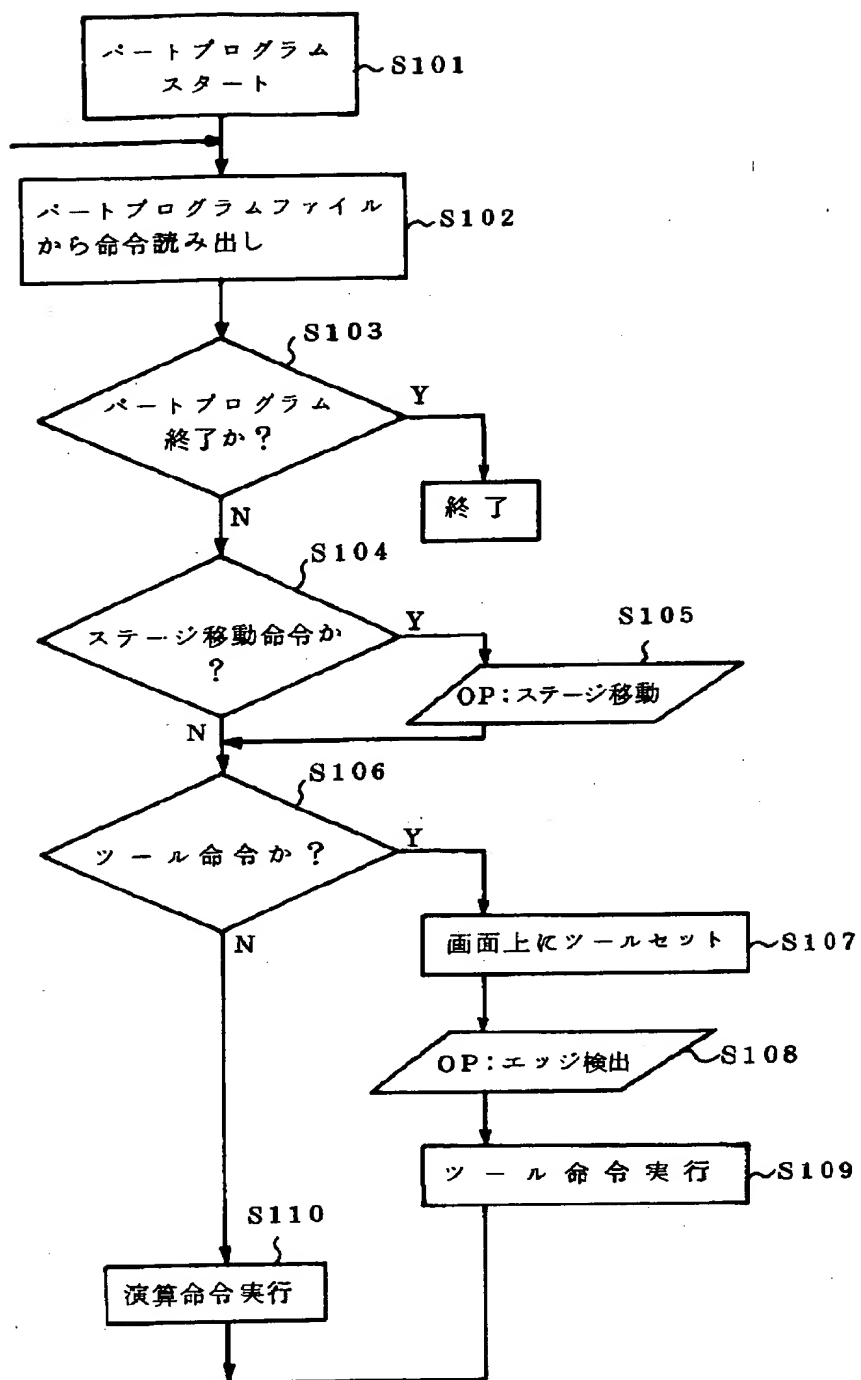 パートプログラム
スタート
S101
パートプログラムファイル
から命令読み出し
S102
S103
パートプログラム
終了か？
Y
終了
N
S104
ステージ移動命令か
？
Y
S105
OP：ステージ移動
N
S106
ツール命令か？
Y
画面上にツールセット
S107
N
OP：エッジ検出
S108
ツール命令実行
S109
S110
演算命令実行